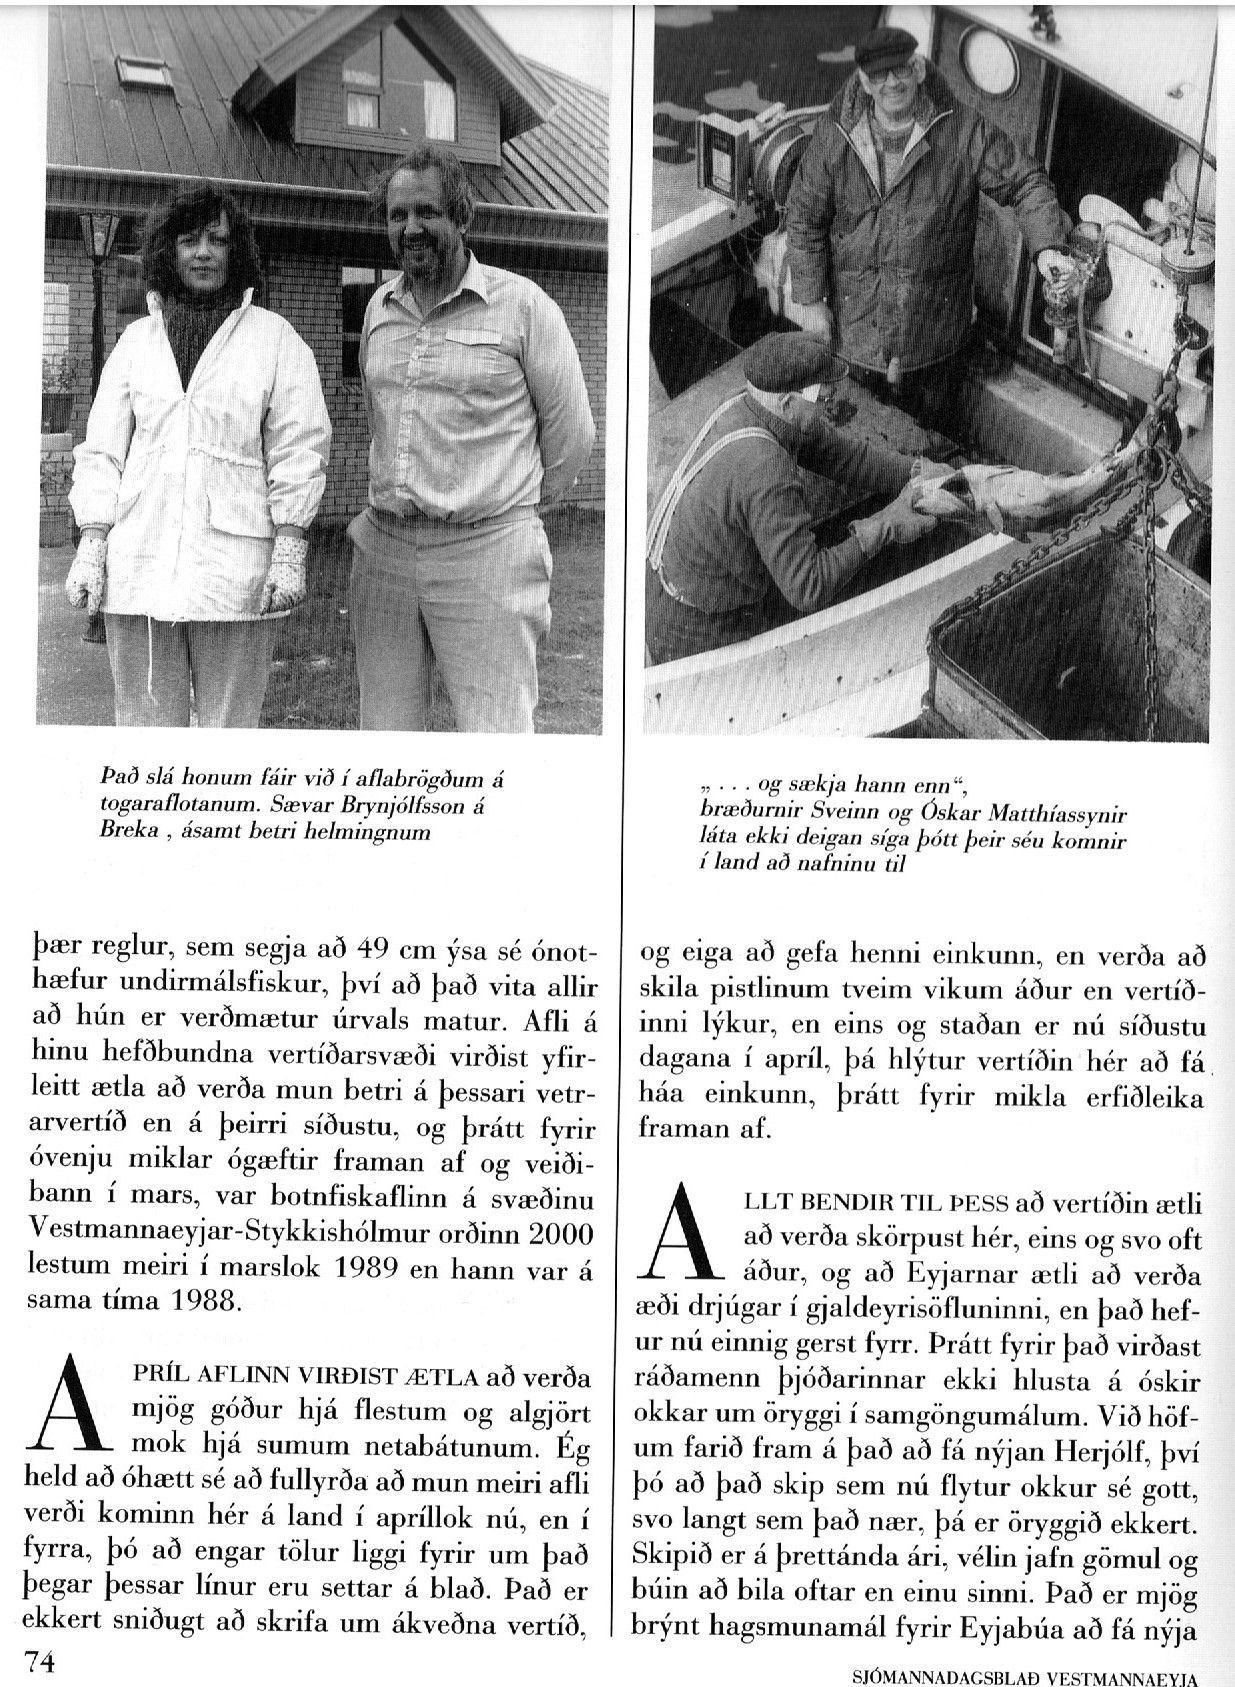 Það slá honum fáir við í aflabrögðum á
togaraflotanum. Sævar Brynjólfsson á
Breka , ásamt betri helmingnum
þær reglur, sem segja að 49 cm ýsa sé ónot-
hæfur undirmálsfiskur, því að það vita allir
að hún er verðmætur úrvals matur. Afli á
hinu hefðbundna vertíðarsvæði virðist yfir-
leitt ætla að verða mun betri á þessari vetr-
arvertíð en á þeirri síðustu, og þrátt fyrir
óvenju miklar ógæftir framan af og veiði-
bann í mars, var botnfiskaflinn á svæðinu
Vestmannaeyjar-Stykkishólmur orðinn 2000
lestum meiri í marslok 1989 en hann var á
sama tíma 1988.
APRÍL AFLINN VIRÐIST ÆTLA að verða
mjög góður hjá flestum og algjört
mok hjá sumum netabátunum. Ég
held að óhætt sé að fullyrða að mun meiri afli
verði kominn hér á land í apríllok nú, en í
fyrra, þó að engar tölur liggi fyrir um það
þegar þessar línur eru settar á blað. Það er
ekkert sniðugt að skrifa um ákveðna vertíð,
„ . . . og sækja hann enn“,
bræðurnir Sveinn og Óskar Matthíassynir
láta ekki deigan síga þótt þeir séu komnir
í land að nafninu til
og eiga að gefa henni einkunn, en verða að
skila pistlinum tveim vikum áður en vertíð-
inni lýkur, en eins og staðan er nú síðustu
dagana í apríl, þá hlýtur vertíðin hér að fá
háa einkunn, þrátt fyrir mikla erfiðleika
framan af.
ALLT BENDIR TIL ÞESS að vertíðin ætli
að verða skörpust hér, eins og svo oft
áður, og að Eyjarnar ætli að verða
æði drjúgar í gjaldeyrisöfluninni, en það hef-
ur nú einnig gerst fyrr. Þrátt fyrir það virðast
ráðamenn þjóðarinnar ekki hlusta á óskir
okkar um öryggi í samgöngumálum. Við höf-
um farið fram á það að fá nýjan Herjólf, því
þó að það skip sem nú flytur okkur sé gott,
svo langt sem það nær, þá er öryggið ekkert.
Skipið er á þrettánda ári, vélin jafn gömul og
búin að bila oftar en einu sinni. Það er mjög
brýnt hagsmunamál fyrir Eyjabúa að fá nýja
74
SJÓMANNADAGSBLAÐ VESTMANNAEYJA